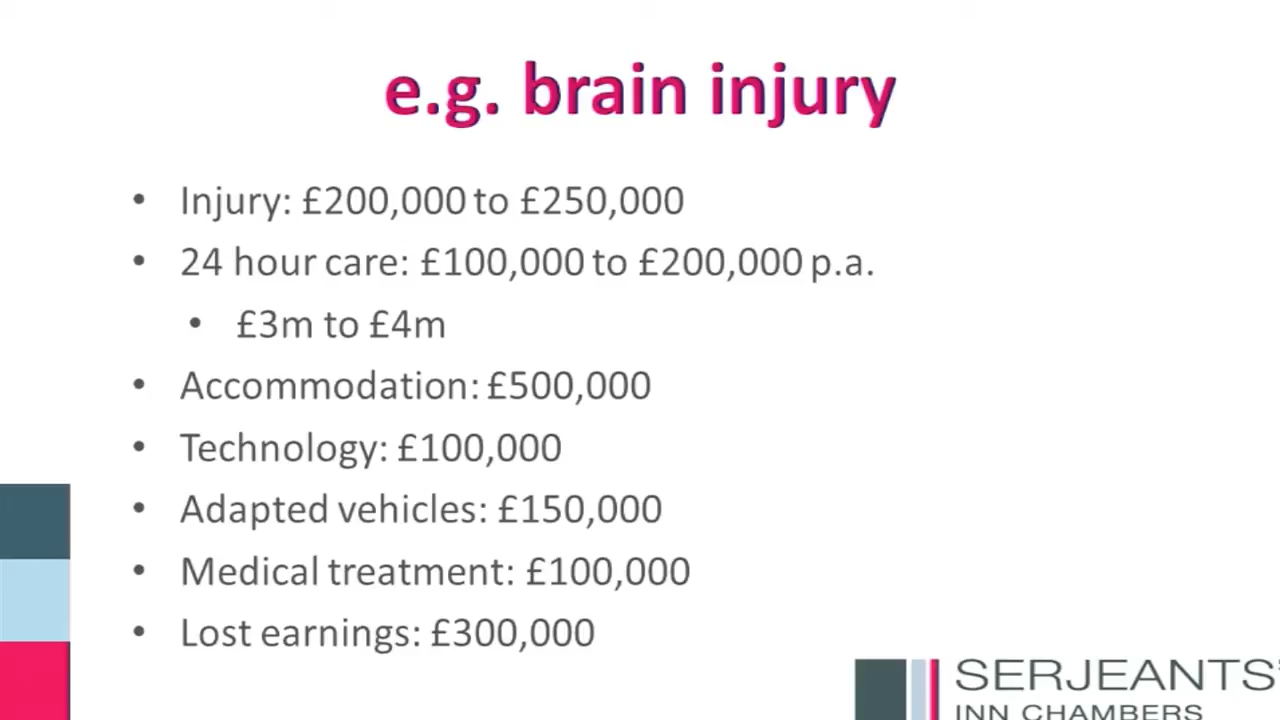 e.g. brain injury
• Injury: £200,000 to £250,000
• 24 hour care: £100,000 to £200,000 p.a.
• £3m to £4m
• Accommodation: £500,000
• Technology: £100,000
• Adapted vehicles: £150,000
• Medical treatment: £100,000
• Lost earnings: £300,000
SERJEANTS'
INN CHAMBERS